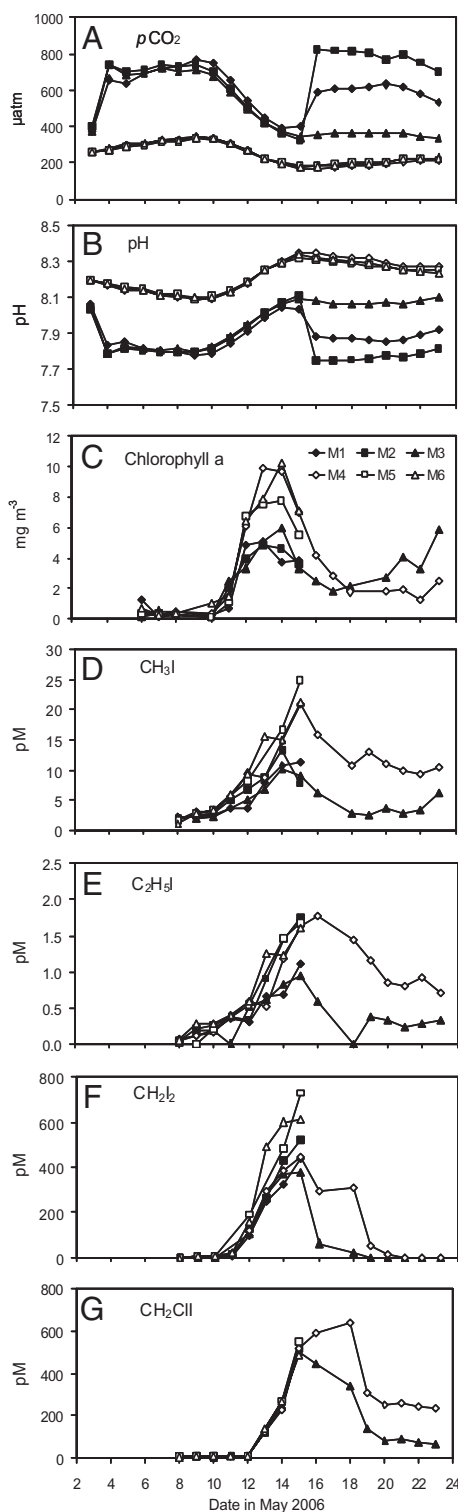 A pCO₂
1000
800
600
400
200
0
µatm
B pH
8.5
8.3
8.1
7.9
7.7
7.5
pH
C Chlorophyll a
M1 M2 M3
M4 M5 M6
12
10
8
6
4
2
0
mg m⁻³
D CH₃I
30
25
20
15
10
5
0
pM
E C₂H₅I
2.5
2.0
1.5
1.0
0.5
0.0
pM
F CH₂I₂
800
600
400
200
0
pM
G CH₂ClI
800
600
400
200
0
pM
2 4 6 8 10 12 14 16 18 20 22 24
Date in May 2006